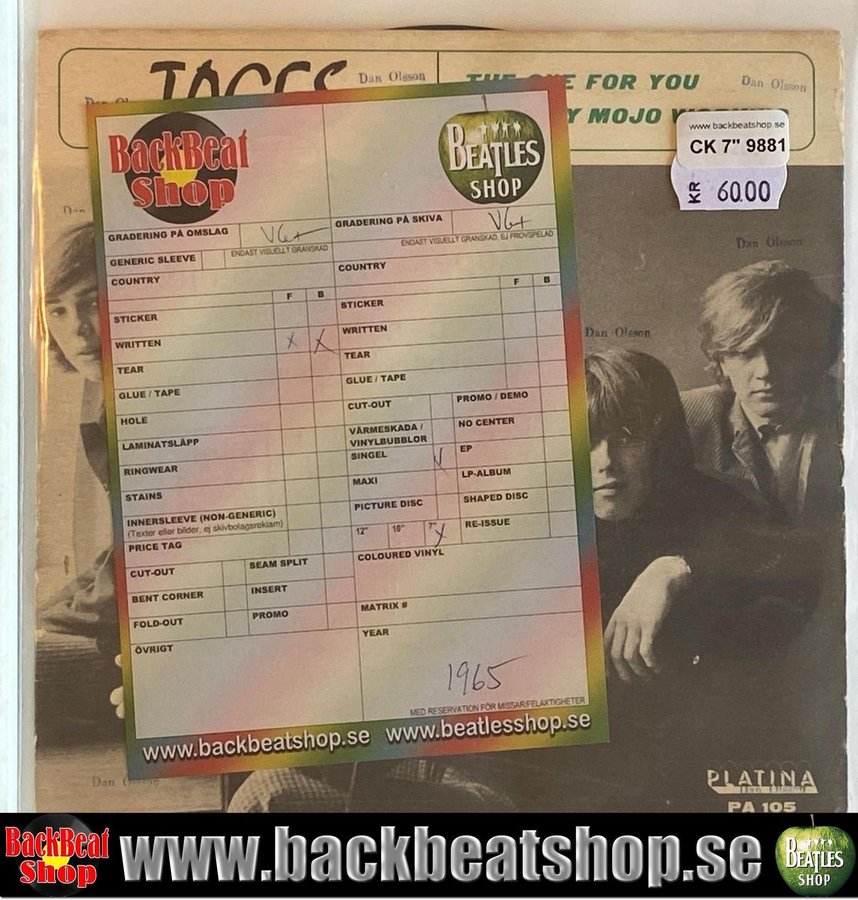 TAGES
Dan Olsson
THE ONE FOR YOU
Dan Olsson
MY MOJO WORKING
www.backbeatshop.se
CK 7" 9881
KR 60.00
BackBeat Shop
BEATLES SHOP
GRADERING PÅ OMSLAG VG+
ENDAST VISUELLT GRANSKAD
GENERIC SLEEVE
COUNTRY
F B
STICKER
WRITTEN X X
TEAR
GLUE / TAPE
HOLE
LAMINATSLÄPP
RINGWEAR
STAINS
INNERSLEEVE (NON-GENERIC)
(Texter eller bilder, ej skivbolagsreklam)
PRICE TAG
CUT-OUT SEAM SPLIT
BENT CORNER INSERT
FOLD-OUT PROMO
ÖVRIGT
GRADERING PÅ SKIVA VG+
ENDAST VISUELLT GRANSKAD, EJ PROVSPELAD
COUNTRY
F B
STICKER
WRITTEN
TEAR
GLUE / TAPE
CUT-OUT PROMO / DEMO
VÄRMESKADA / VINYLBUBBLOR NO CENTER
SINGEL V EP
MAXI LP-ALBUM
PICTURE DISC SHAPED DISC
12" 10" 7" X RE-ISSUE
COLOURED VINYL
MATRIX #
YEAR
1965
MED RESERVATION FÖR MISSAR/FELAKTIGHETER
www.backbeatshop.se www.beatlesshop.se
Dan Olsson
Dan Olsson
PLATINA
Dan Olsson
PA 105
BackBeat Shop
www.backbeatshop.se
BEATLES SHOP